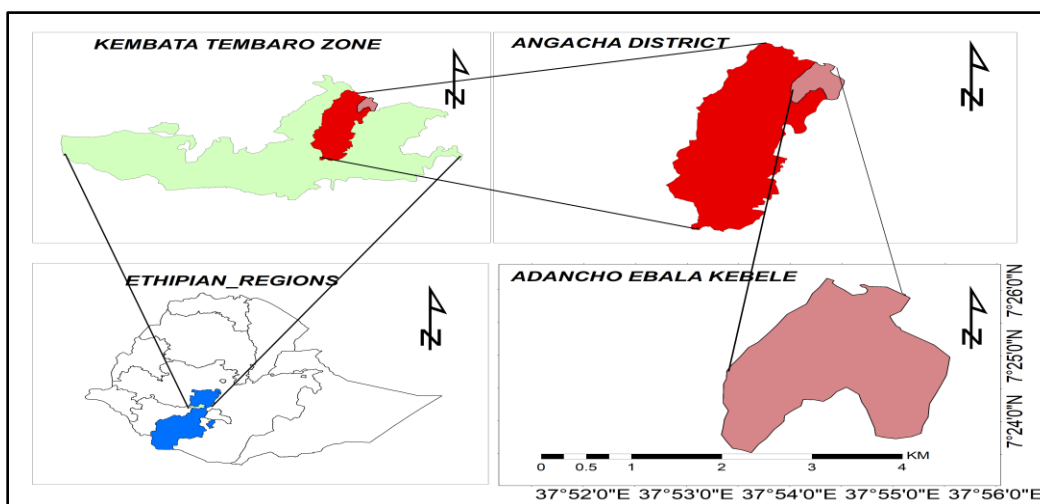 KEMBATA TEMBARO ZONE
N
ANGACHA DISTRICT
N
ETHIPIAN_REGIONS
N
ADANCHO EBALA KEBELE
N
7°26'0"N
7°25'0"N
7°24'0"N
0 0.5 1 2 3 4 KM
37°52'0"E 37°53'0"E 37°54'0"E 37°55'0"E 37°56'0"E